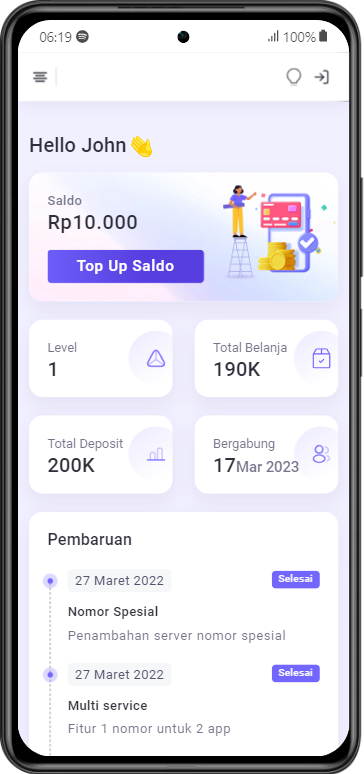 06:19 100%
Hello John 👋
Saldo
Rp10.000
Top Up Saldo
Level
1
Total Belanja
190K
Total Deposit
200K
Bergabung
17Mar 2023
Pembaruan
27 Maret 2022 Selesai
Nomor Spesial
Penambahan server nomor spesial
27 Maret 2022 Selesai
Multi service
Fitur 1 nomor untuk 2 app